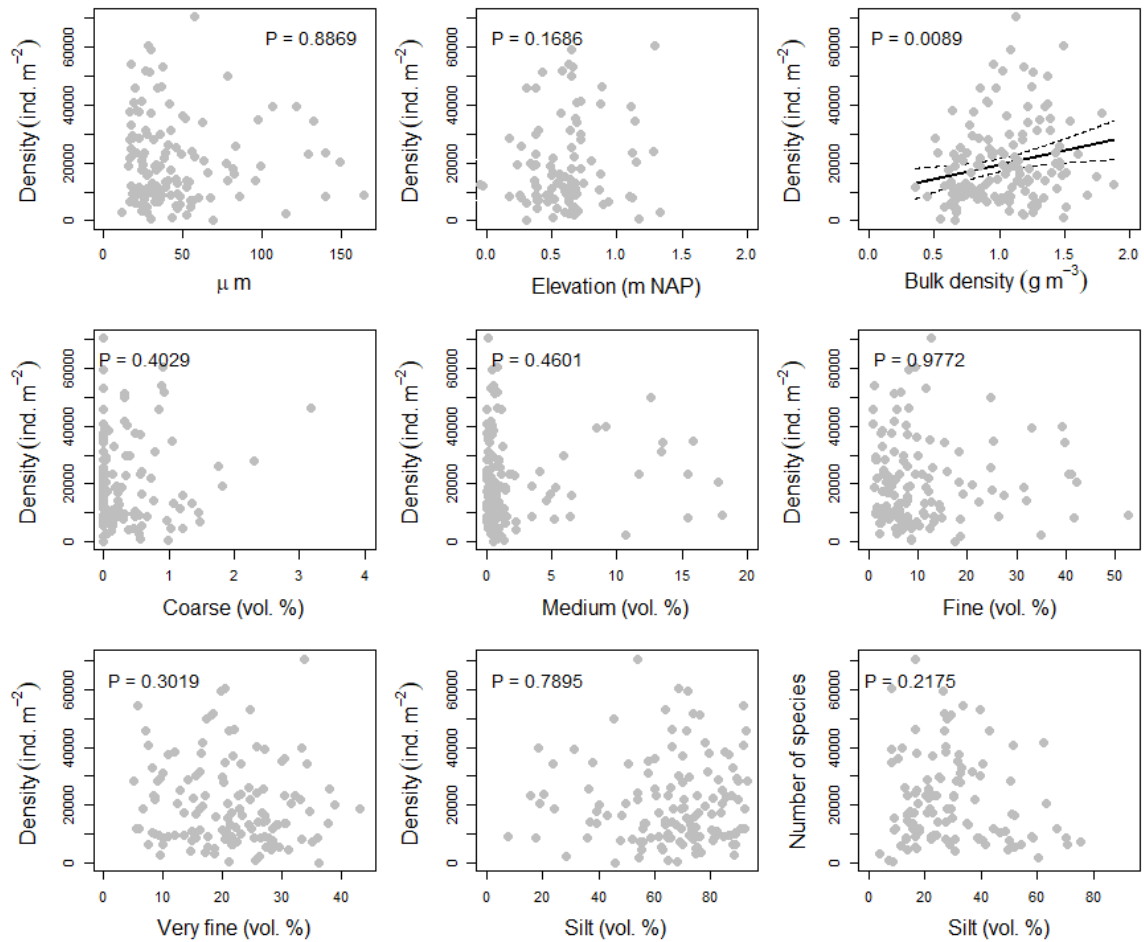 P = 0.8869
Density (ind. m⁻²)
0 20000 40000 60000
0 50 100 150
μ m
P = 0.1686
Density (ind. m⁻²)
0 20000 40000 60000
0.0 0.5 1.0 1.5 2.0
Elevation (m NAP)
P = 0.0089
Density (ind. m⁻²)
0 20000 40000 60000
0.0 0.5 1.0 1.5 2.0
Bulk density (g m⁻³)
P = 0.4029
Density (ind. m⁻²)
0 20000 40000 60000
0 1 2 3 4
Coarse (vol. %)
P = 0.4601
Density (ind. m⁻²)
0 20000 40000 60000
0 5 10 15 20
Medium (vol. %)
P = 0.9772
Density (ind. m⁻²)
0 20000 40000 60000
0 10 20 30 40 50
Fine (vol. %)
P = 0.3019
Density (ind. m⁻²)
0 20000 40000 60000
0 10 20 30 40
Very fine (vol. %)
P = 0.7895
Density (ind. m⁻²)
0 20000 40000 60000
0 20 40 60 80
Silt (vol. %)
P = 0.2175
Number of species
0 20000 40000 60000
0 20 40 60 80
Silt (vol. %)